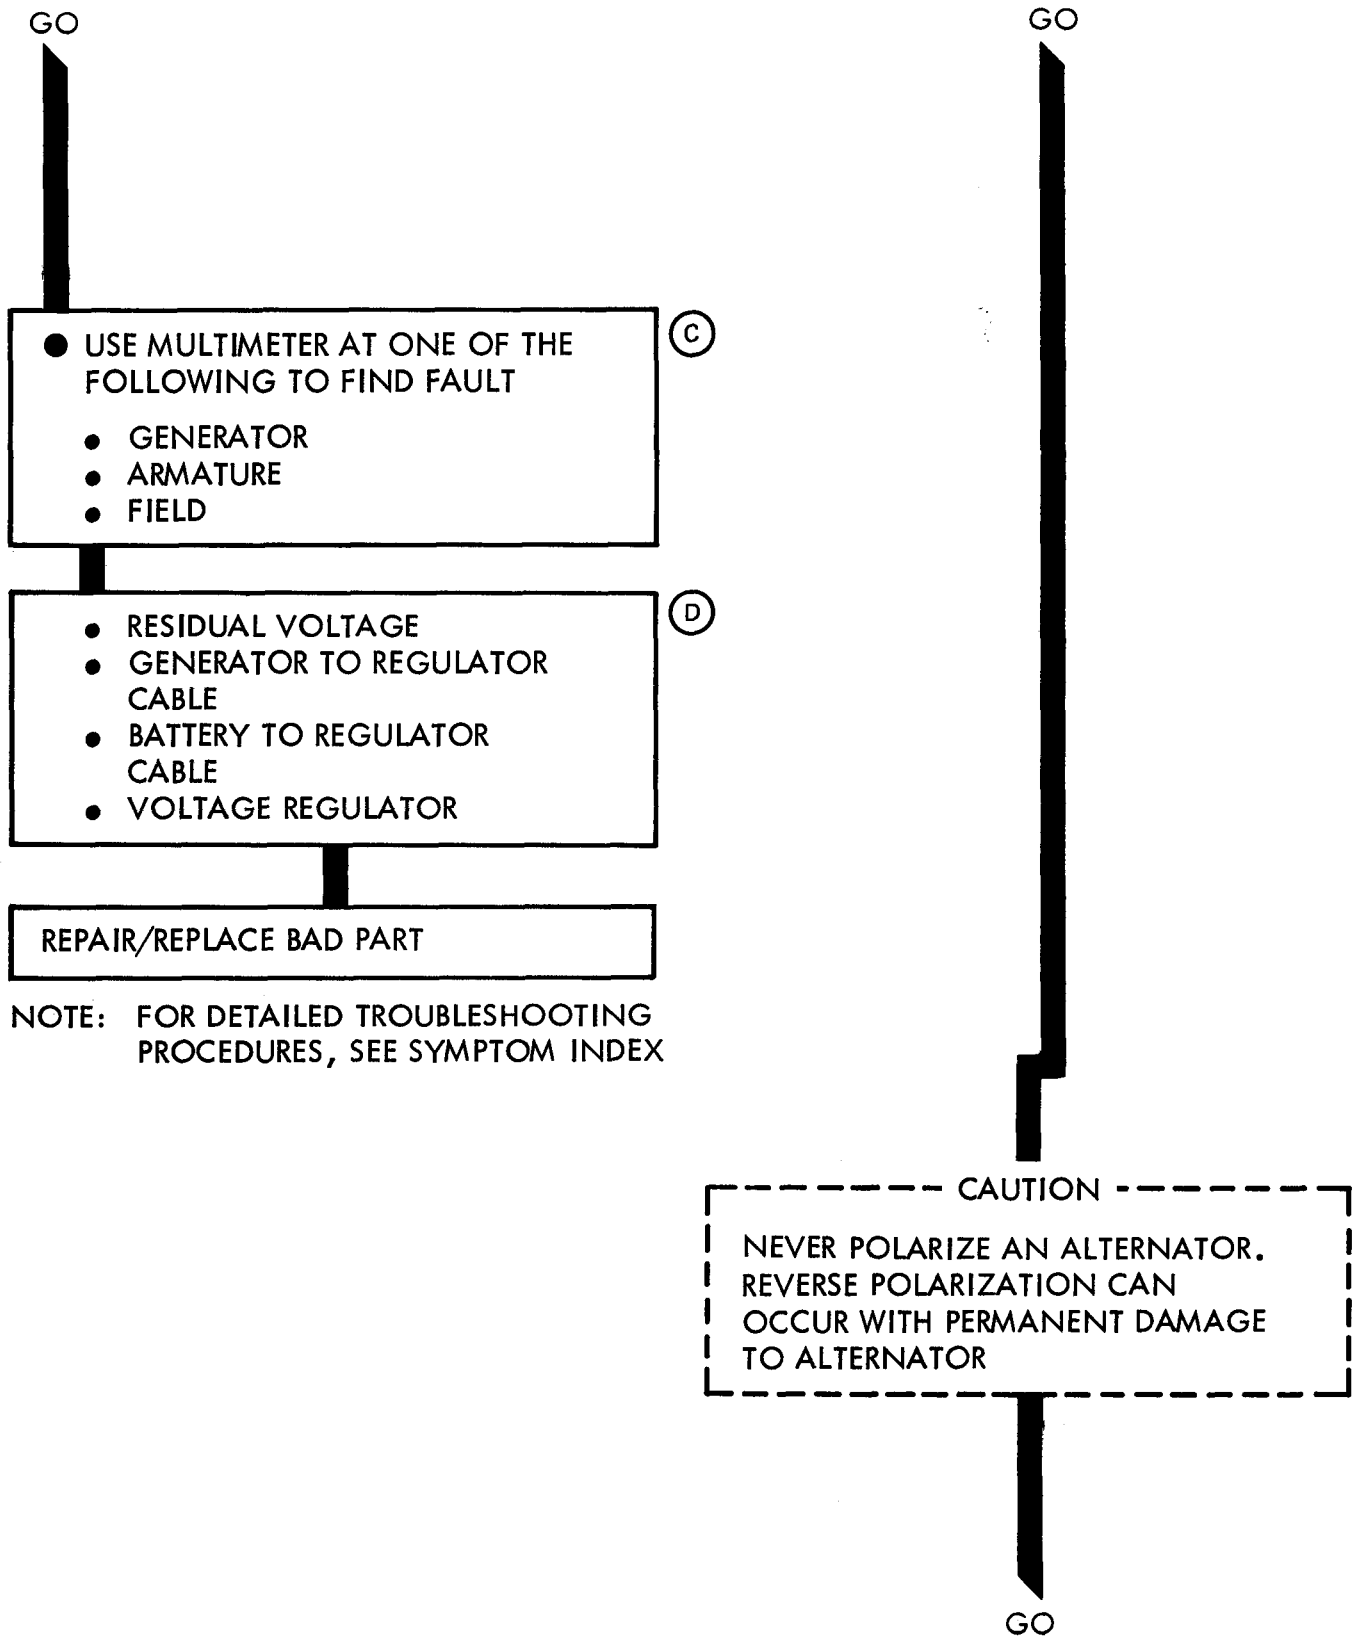 GO
GO
● USE MULTIMETER AT ONE OF THE
FOLLOWING TO FIND FAULT
● GENERATOR
● ARMATURE
● FIELD
C
● RESIDUAL VOLTAGE
● GENERATOR TO REGULATOR
CABLE
● BATTERY TO REGULATOR
CABLE
● VOLTAGE REGULATOR
D
REPAIR/REPLACE BAD PART
NOTE: FOR DETAILED TROUBLESHOOTING
PROCEDURES, SEE SYMPTOM INDEX
CAUTION
NEVER POLARIZE AN ALTERNATOR.
REVERSE POLARIZATION CAN
OCCUR WITH PERMANENT DAMAGE
TO ALTERNATOR
GO